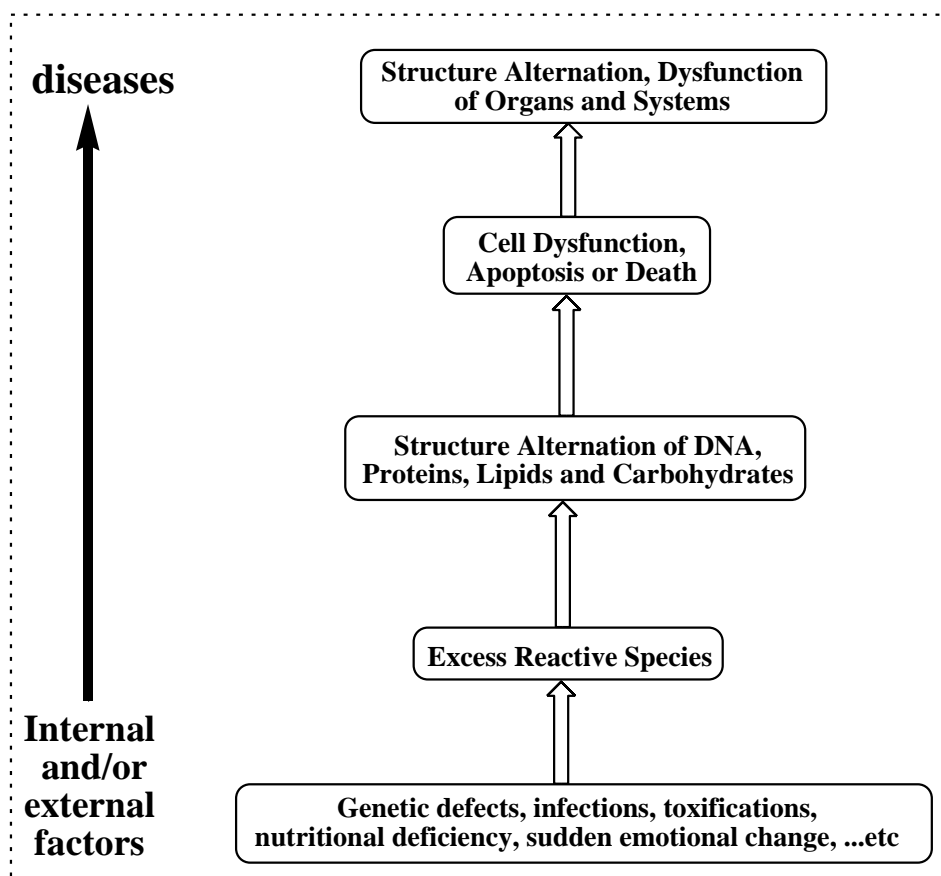 diseases
Structure Alternation, Dysfunction
of Organs and Systems
Cell Dysfunction,
Apoptosis or Death
Structure Alternation of DNA,
Proteins, Lipids and Carbohydrates
Excess Reactive Species
Internal
and/or
external
factors
Genetic defects, infections, toxifications,
nutritional deficiency, sudden emotional change, ...etc